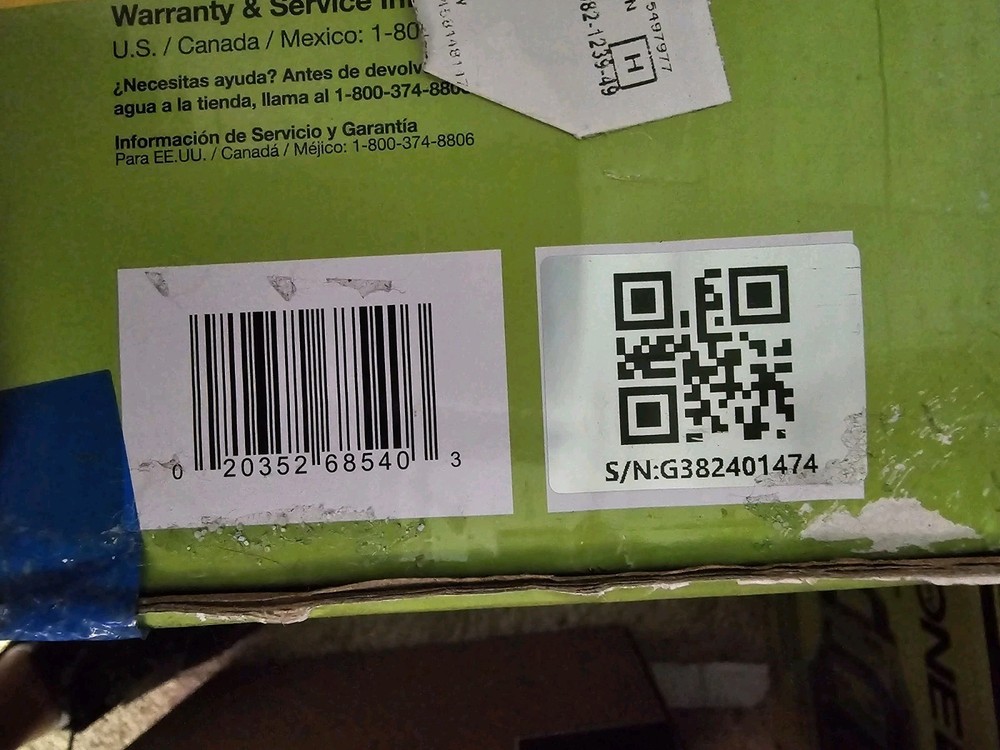 Warranty & Service
U.S. / Canada / Mexico: 1-80
¿Necesitas ayuda? Antes de devolv
agua a la tienda, llama al 1-800-374-880
Información de Servicio y Garantía
Para EE.UU. / Canadá / Méjico: 1-800-374-8806
82-1239-49
H
N
5497977
0 20352 68540 3
S/N:G382401474